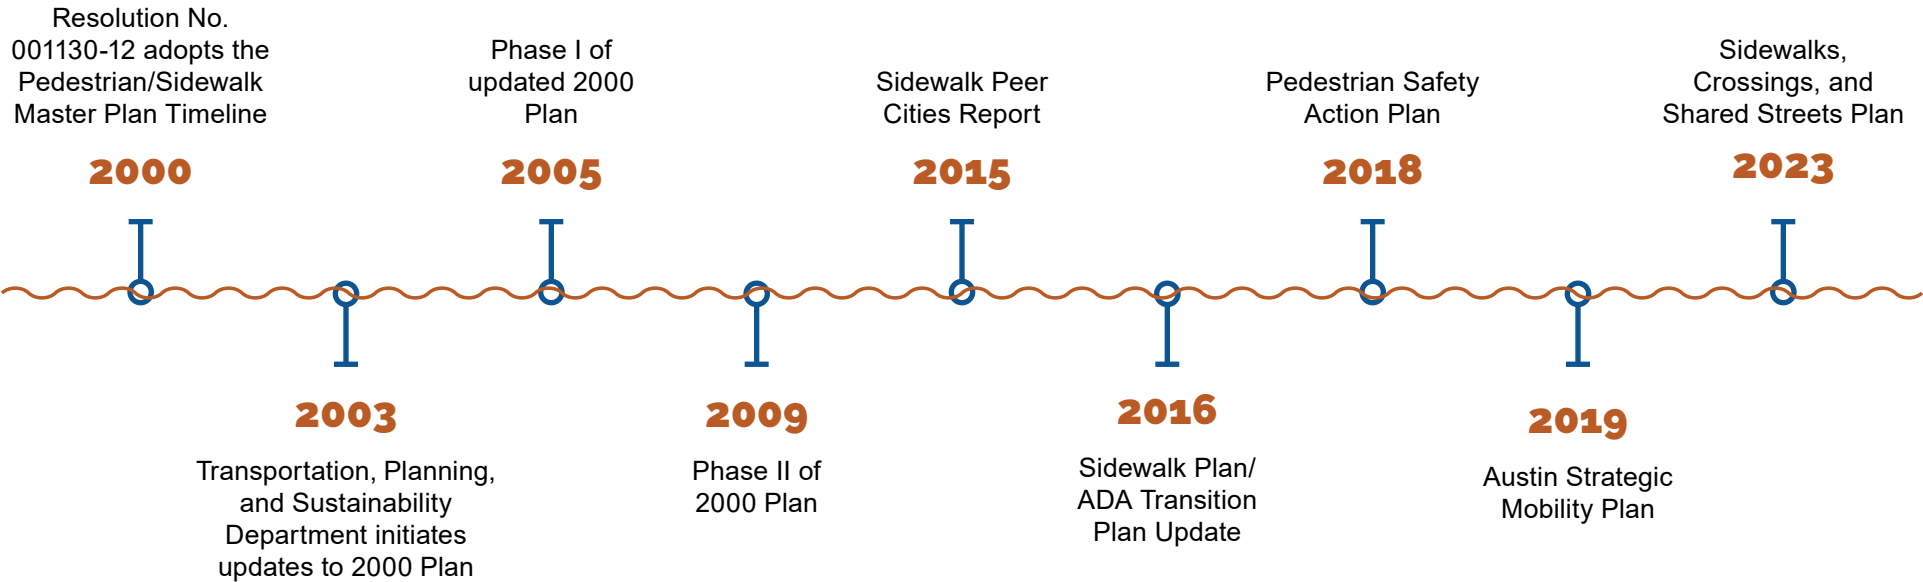 Resolution No.
001130-12 adopts the
Pedestrian/Sidewalk
Master Plan Timeline
2000
Transportation, Planning,
and Sustainability
Department initiates
updates to 2000 Plan
2003
Phase I of
updated 2000
Plan
2005
2009
Phase II of
2000 Plan
Sidewalk Peer
Cities Report
2015
2016
Sidewalk Plan/
ADA Transition
Plan Update
Pedestrian Safety
Action Plan
2018
2019
Austin Strategic
Mobility Plan
Sidewalks,
Crossings, and
Shared Streets Plan
2023